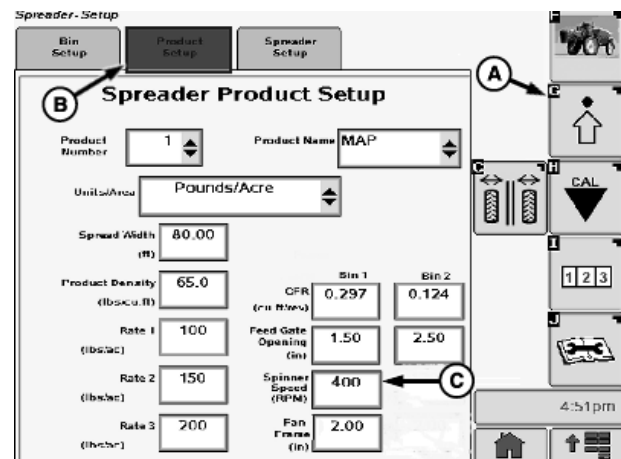 Spreader-Setup
Bin
Setup
Product
Setup
Spreader
Setup
A
B
Spreader Product Setup
Product
Number
1
Product Name
MAP
Units/Area
Pounds/Acre
Spread Width
(ft)
80.00
Product Density
(lbs/cu.ft)
65.0
Bin 1
Bin 2
CFR
(cu ft/rev)
0.297
0.124
Rate 1
(lbs/ac)
100
Feed Gate
Opening
(in)
1.50
2.50
Rate 2
(lbs/ac)
150
Spinner
Speed
(RPM)
400
C
Rate 3
(lbs/ac)
200
Fan
Frame
(in)
2.00
F
G
G
H
CAL
I
1 2 3
J
4:51pm